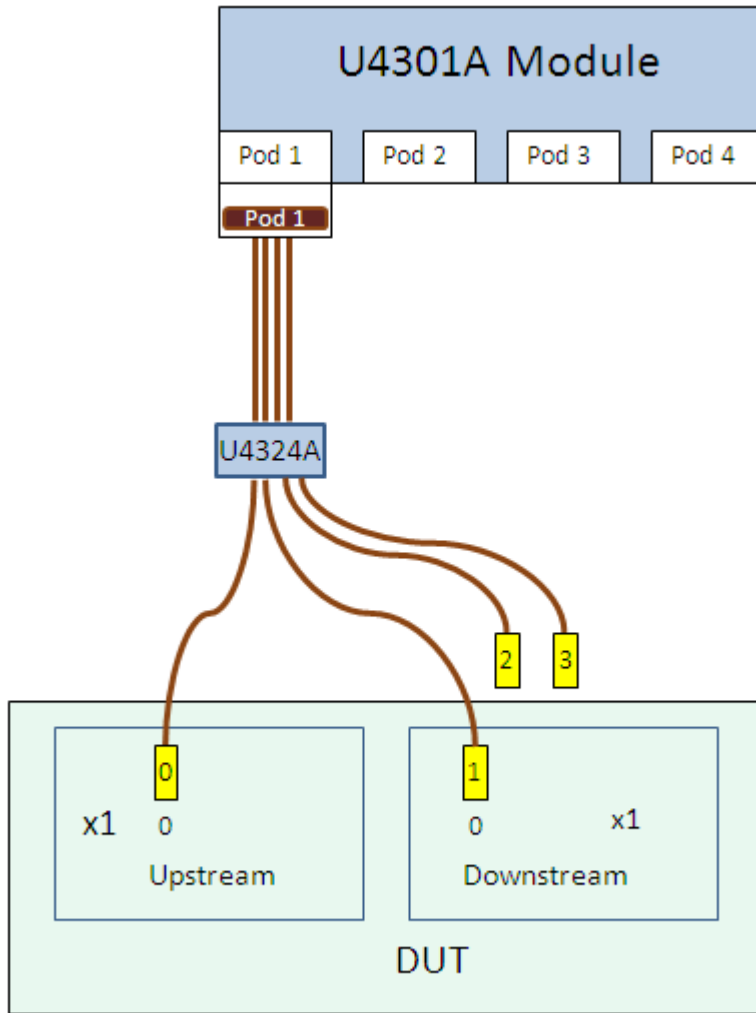 U4301A Module
Pod 1 Pod 2 Pod 3 Pod 4
Pod 1
U4324A
2 3
0 1
x1 0 0 x1
Upstream Downstream
DUT